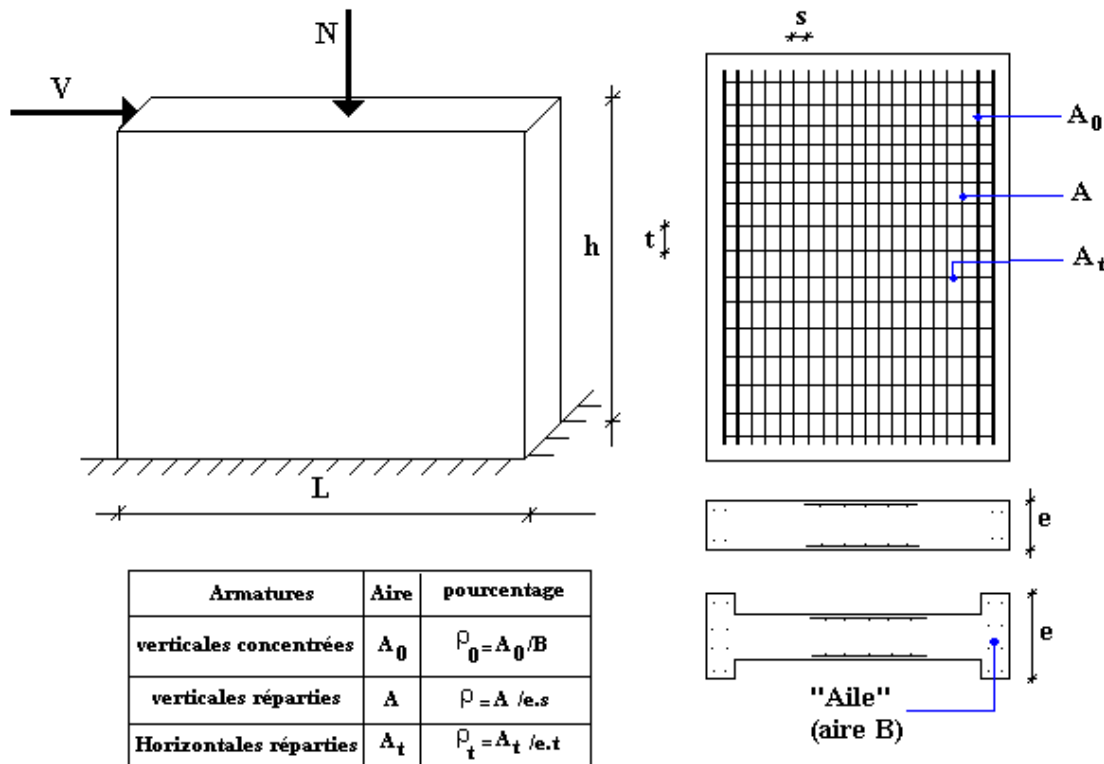 N
V
h
L
s
t
A0
A
At
e
e
"Aile"
(aire B)
Armatures Aire pourcentage
verticales concentrées A0 ρ0=A0/B
verticales réparties A ρ=A /e.s
Horizontales réparties At ρt=At/e.t